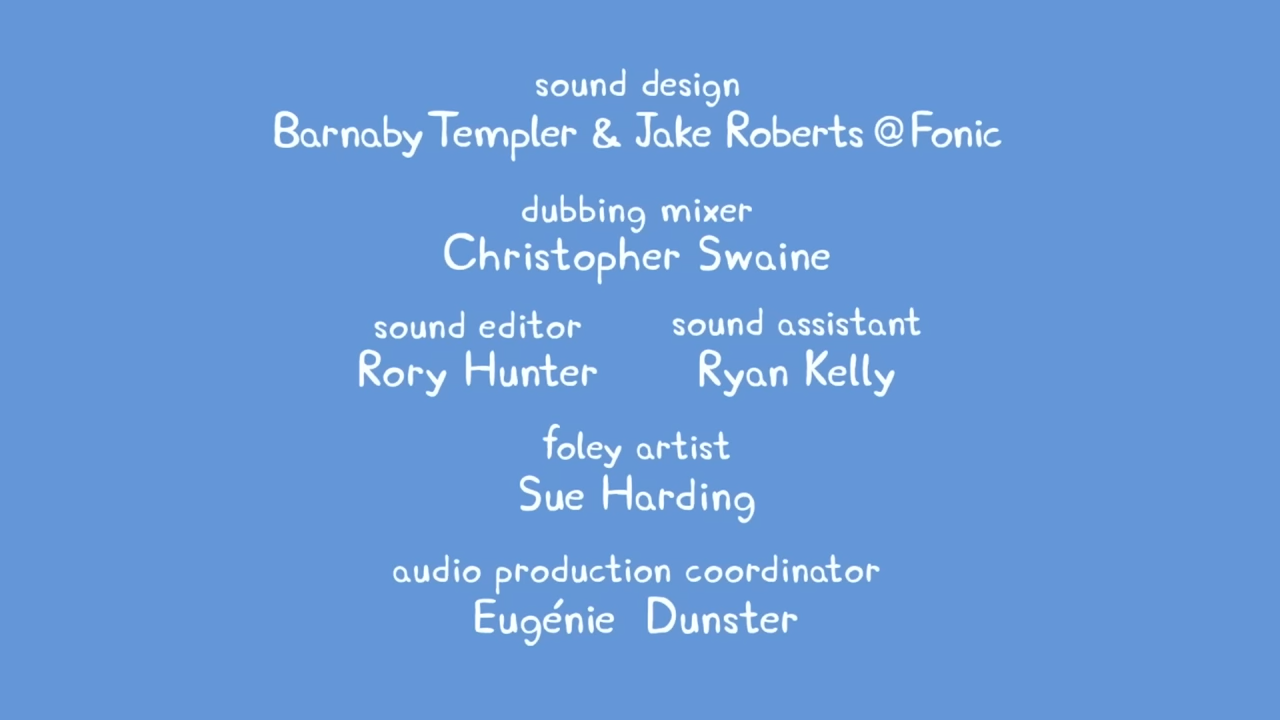 sound design
Barnaby Templer & Jake Roberts @ Fonic
dubbing mixer
Christopher Swaine
sound editor
Rory Hunter
sound assistant
Ryan Kelly
foley artist
Sue Harding
audio production coordinator
Eugénie Dunster